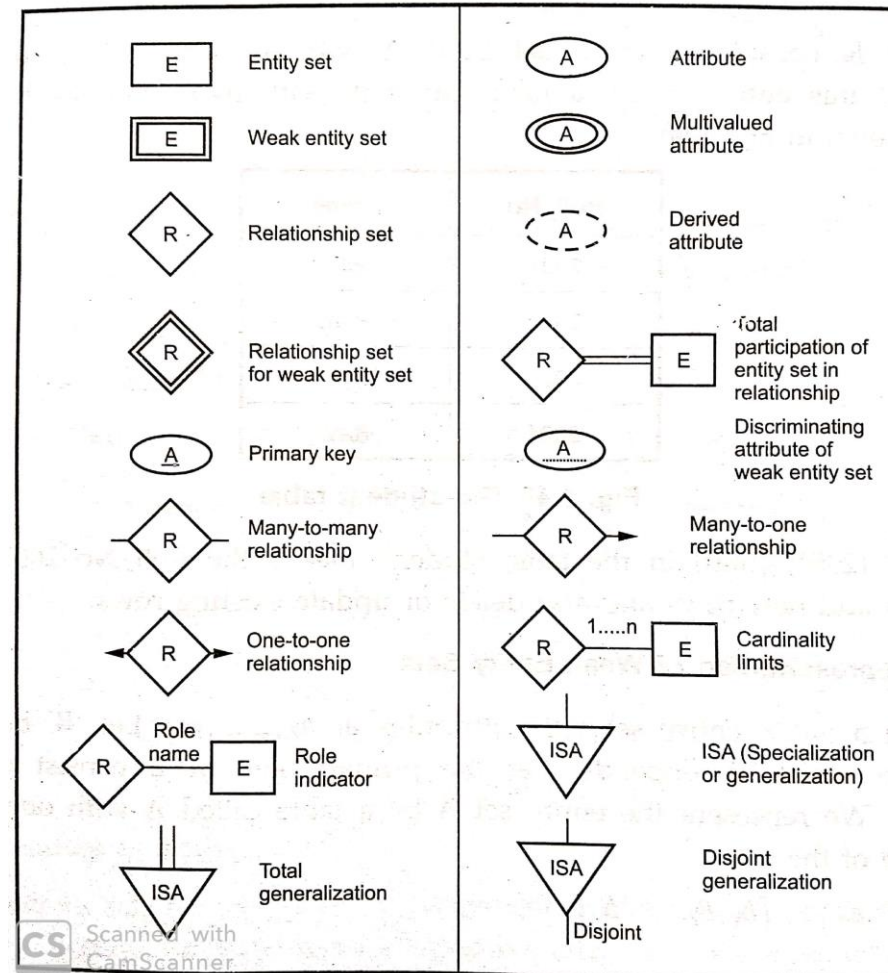 E
Entity set
E
Weak entity set
R
Relationship set
R
Relationship set
for weak entity set
A
Primary key
R
Many-to-many
relationship
R
One-to-one
relationship
R
Role
name
E
Role
indicator
ISA
Total
generalization
A
Attribute
A
Multivalued
attribute
A
Derived
attribute
R
E
Total
participation of
entity set in
relationship
A
Discriminating
attribute of
weak entity set
R
Many-to-one
relationship
R
1.....n
E
Cardinality
limits
ISA
ISA (Specialization
or generalization)
ISA
Disjoint
generalization
Disjoint
CS
Scanned with
CamScanner